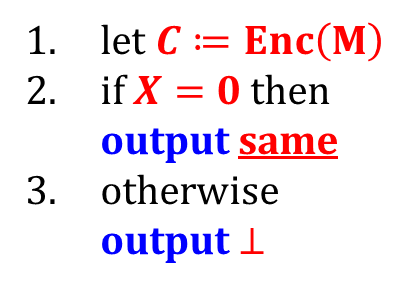 1. let C ≔ Enc(M)
2. if X = 0 then
output same
3. otherwise
output ⊥